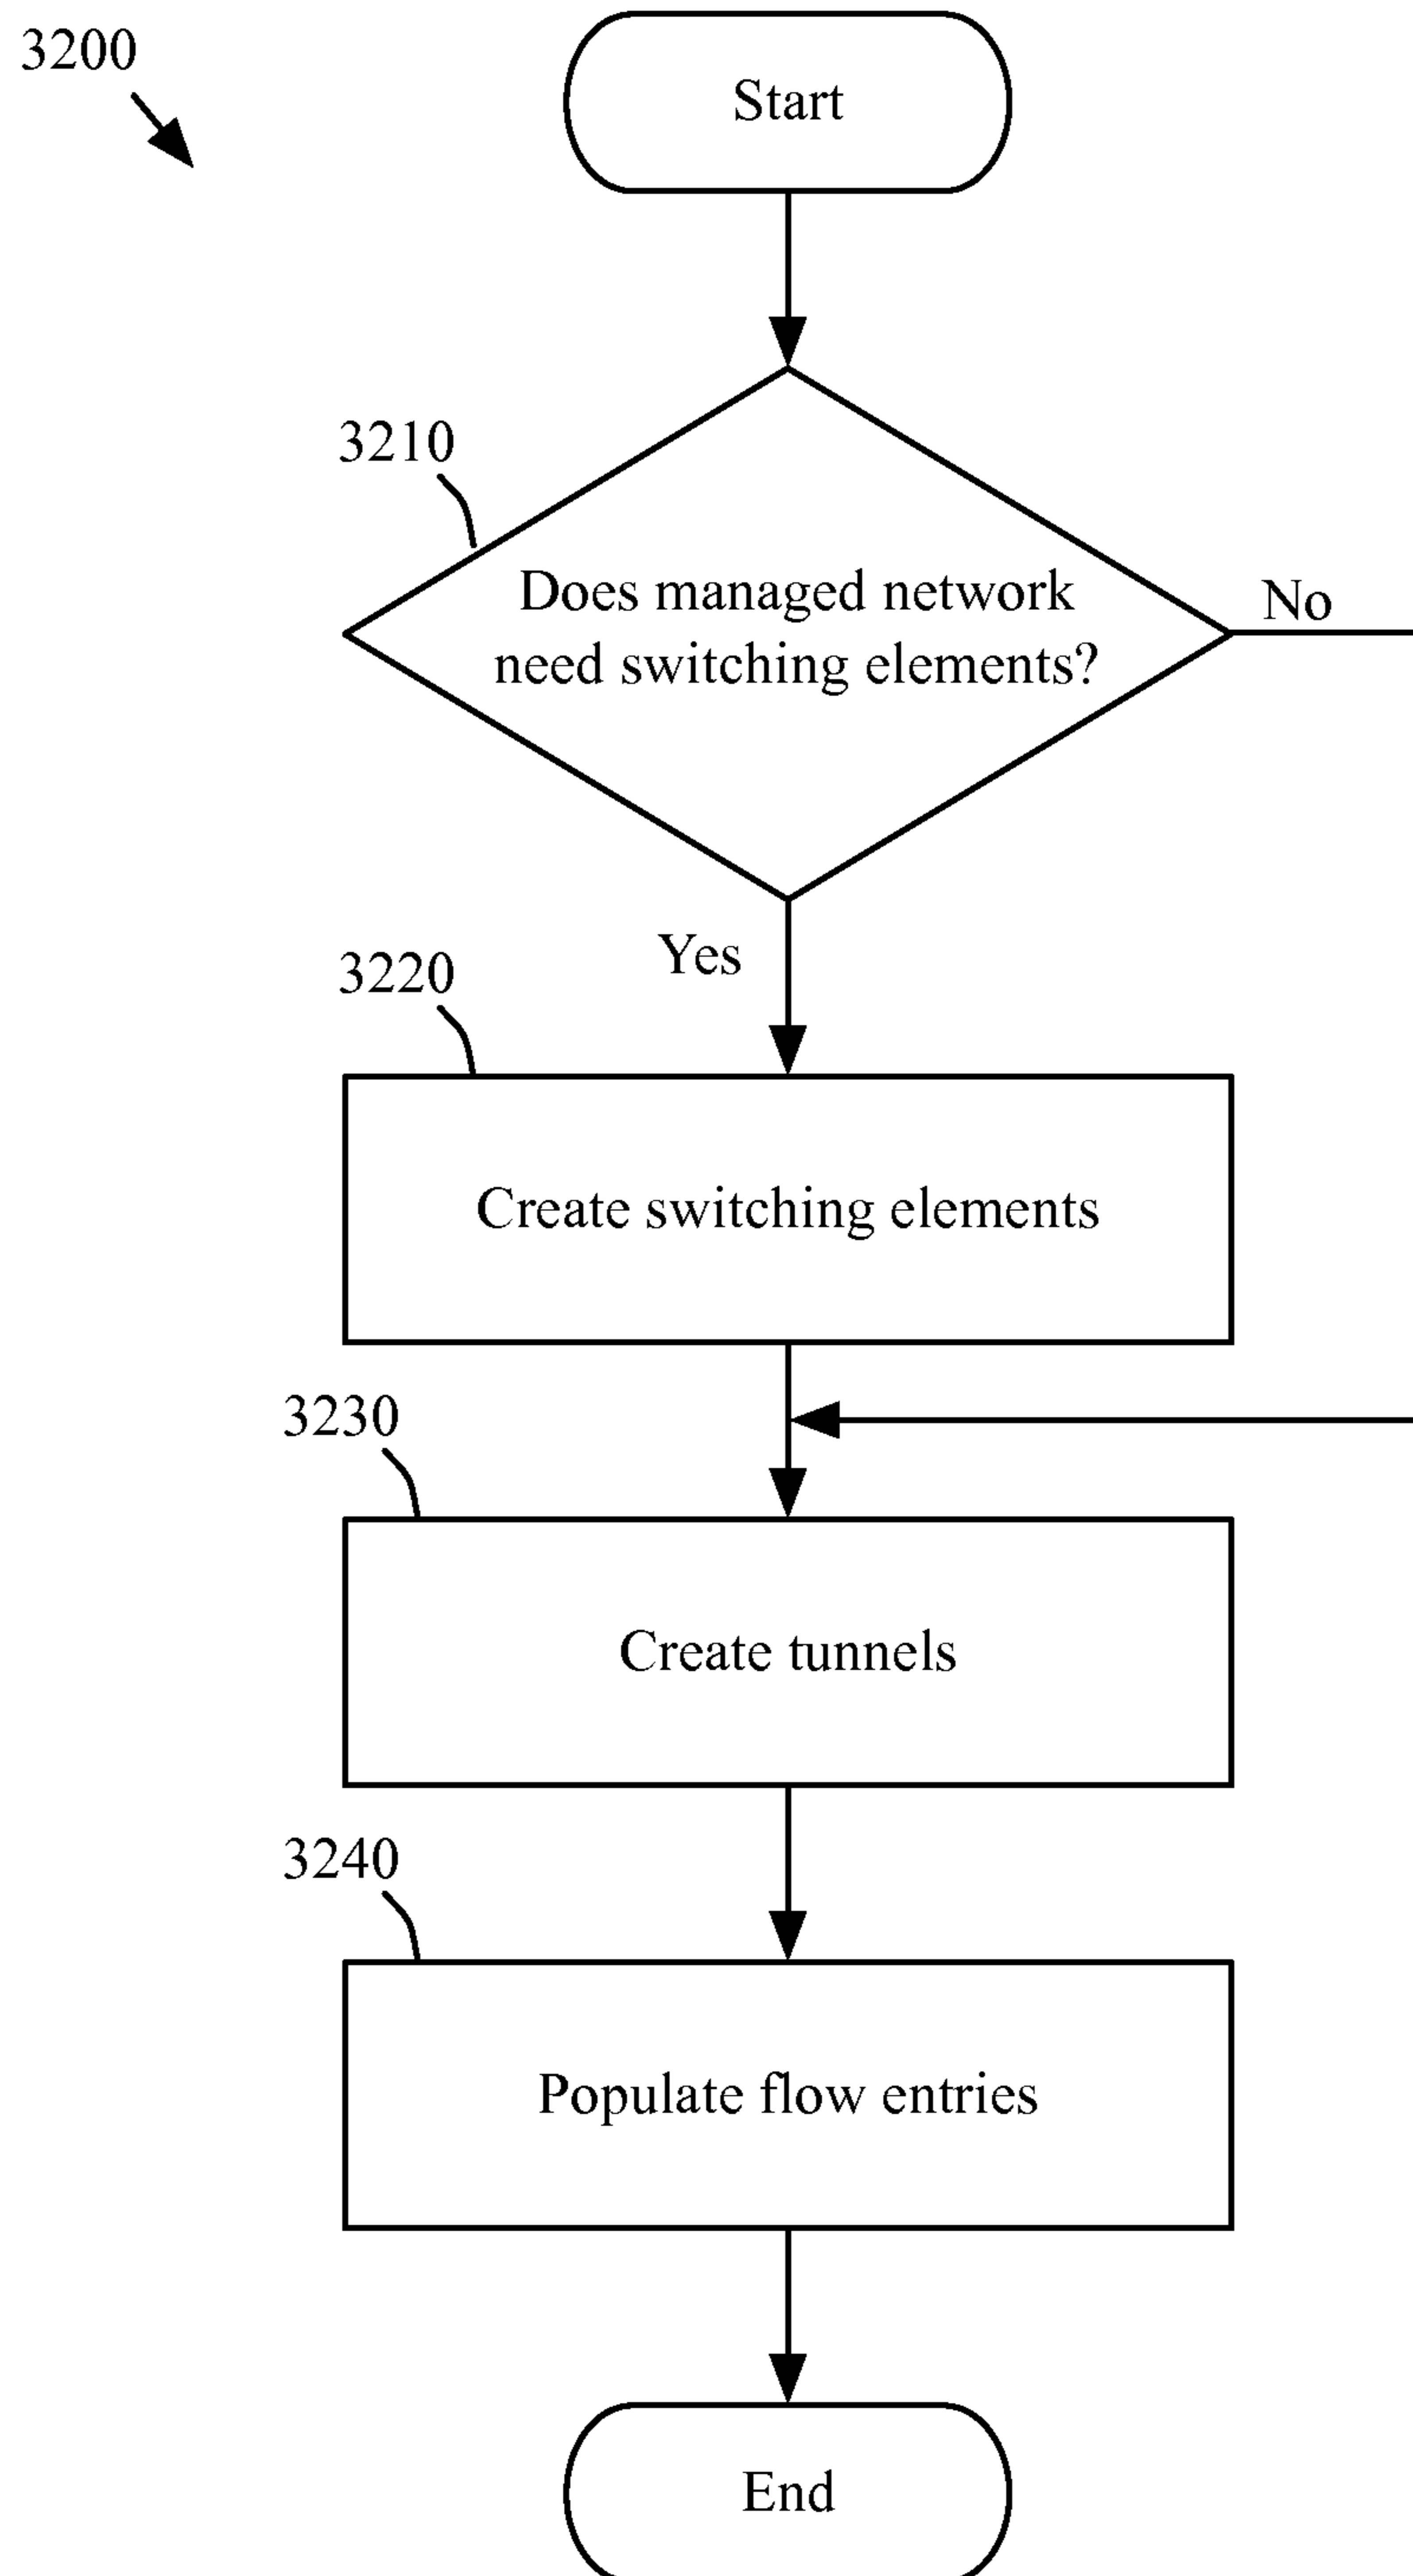 3200
Start
3210
Does managed network
need switching elements?
No
Yes
3220
Create switching elements
3230
Create tunnels
3240
Populate flow entries
End